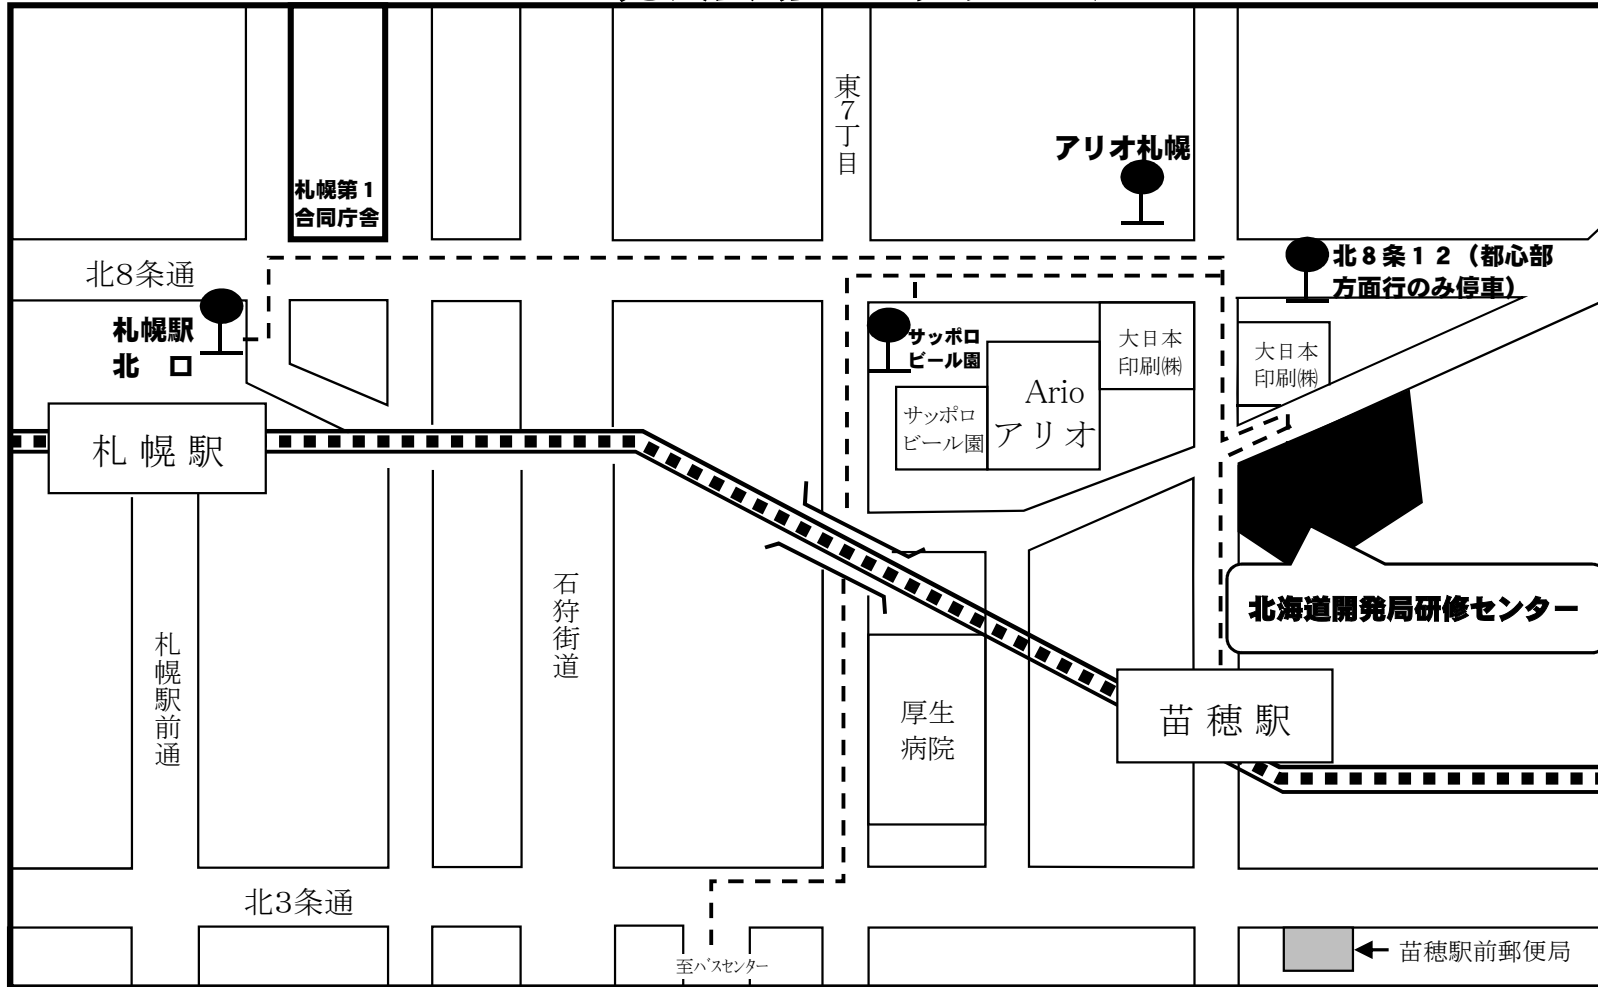 東7丁目
アリオ札幌
札幌第１
合同庁舎
北8条通
北８条１２（都心部
方面行のみ停車）
札幌駅
北　口
サッポロ
ビール園
大日本
印刷㈱
大日本
印刷㈱
Ario
アリオ
サッポロ
ビール園
札幌駅
石狩街道
北海道開発局研修センター
札幌駅前通
厚生
病院
苗穂駅
北3条通
苗穂駅前郵便局
至バスセンター